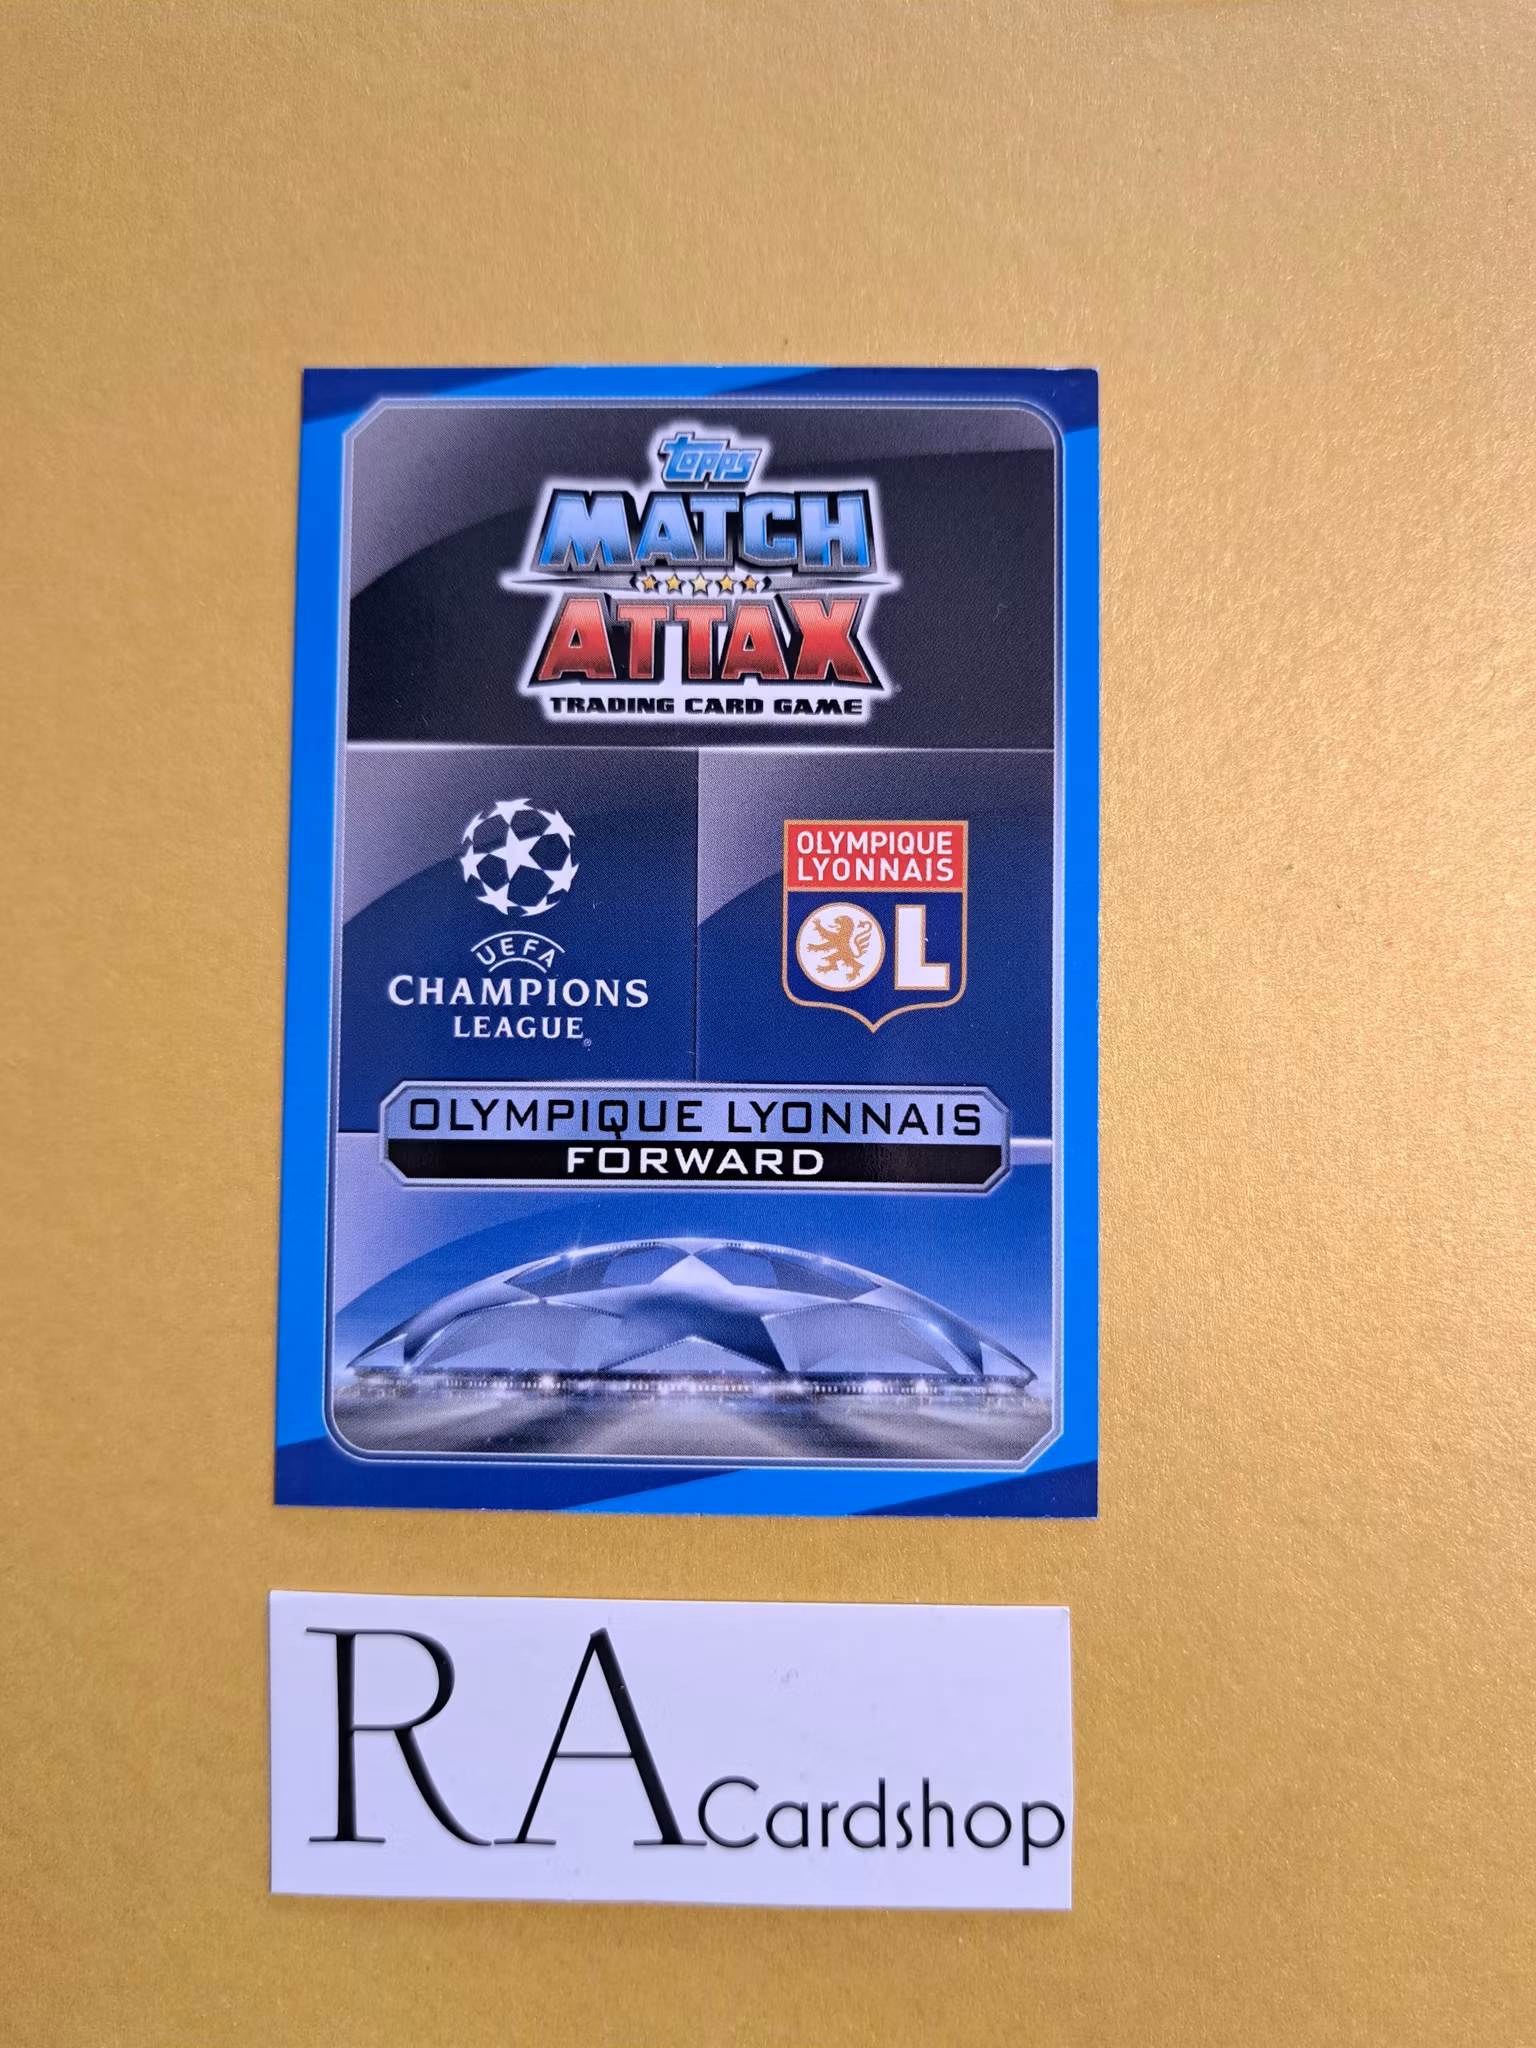 topps
MATCH
ATTAX
TRADING CARD GAME
UEFA
CHAMPIONS
LEAGUE®
OLYMPIQUE
LYONNAIS
OL
OLYMPIQUE LYONNAIS
FORWARD
RA Cardshop